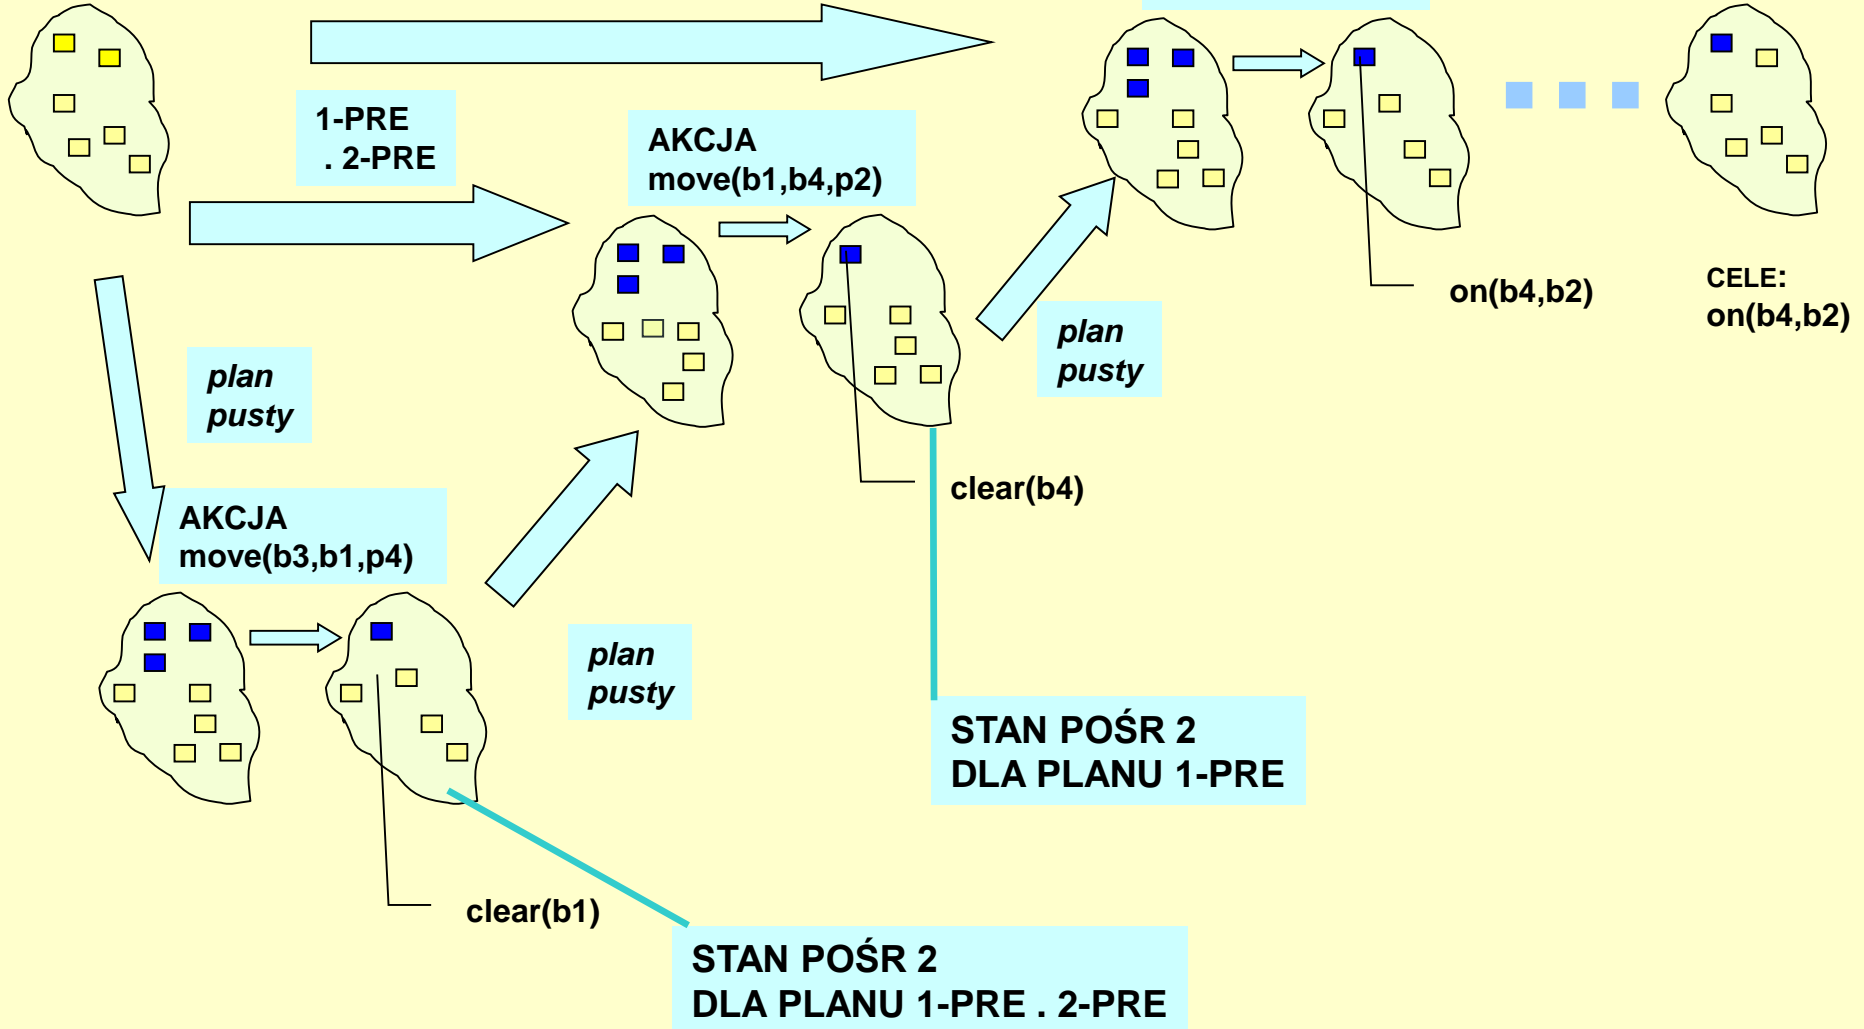 1-PRE
. 2-PRE
AKCJA
move(b1,b4,p2)
on(b4,b2)
CELE:
on(b4,b2)
plan
pusty
plan
pusty
clear(b4)
AKCJA
move(b3,b1,p4)
plan
pusty
STAN POŚR 2
DLA PLANU 1-PRE
clear(b1)
STAN POŚR 2
DLA PLANU 1-PRE . 2-PRE